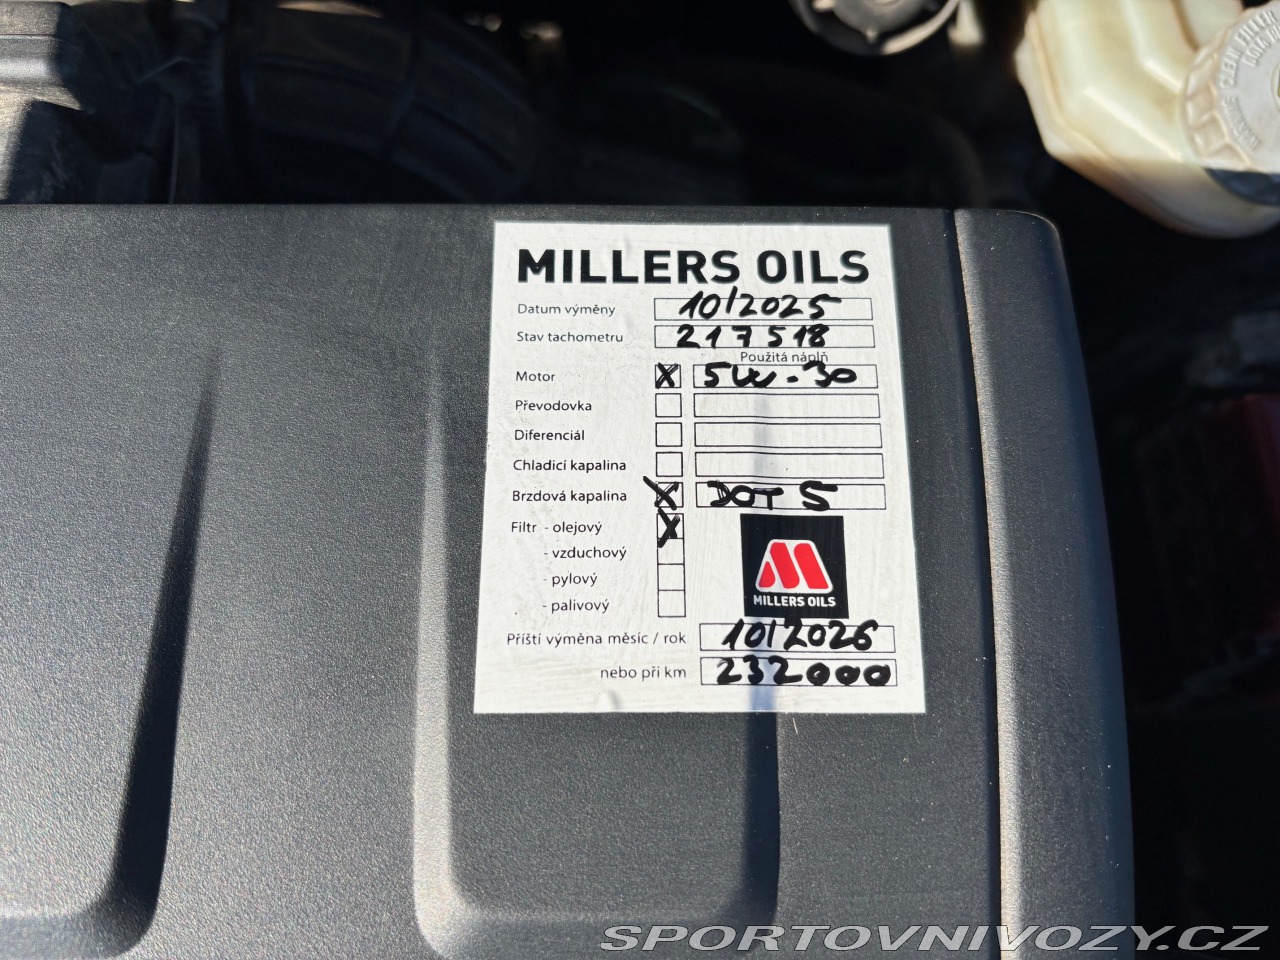 MILLERS OILS
Datum výměny 10/2025
Stav tachometru 217518
Použitá náplň
Motor X 5W-30
Převodovka
Diferenciál
Chladicí kapalina
Brzdová kapalina X DOT 5
Filtr - olejový X
- vzduchový
- pylový
- palivový
MILLERS OILS
Příští výměna měsíc / rok 10/2026
nebo při km 232000
SPORTOVNIVOZY.CZ